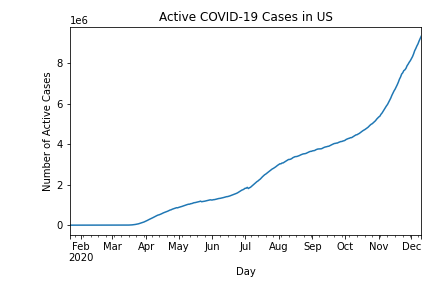 Active COVID-19 Cases in US
1e6
8
6
4
2
0
Number of Active Cases
Feb Mar Apr May Jun Jul Aug Sep Oct Nov Dec
2020
Day